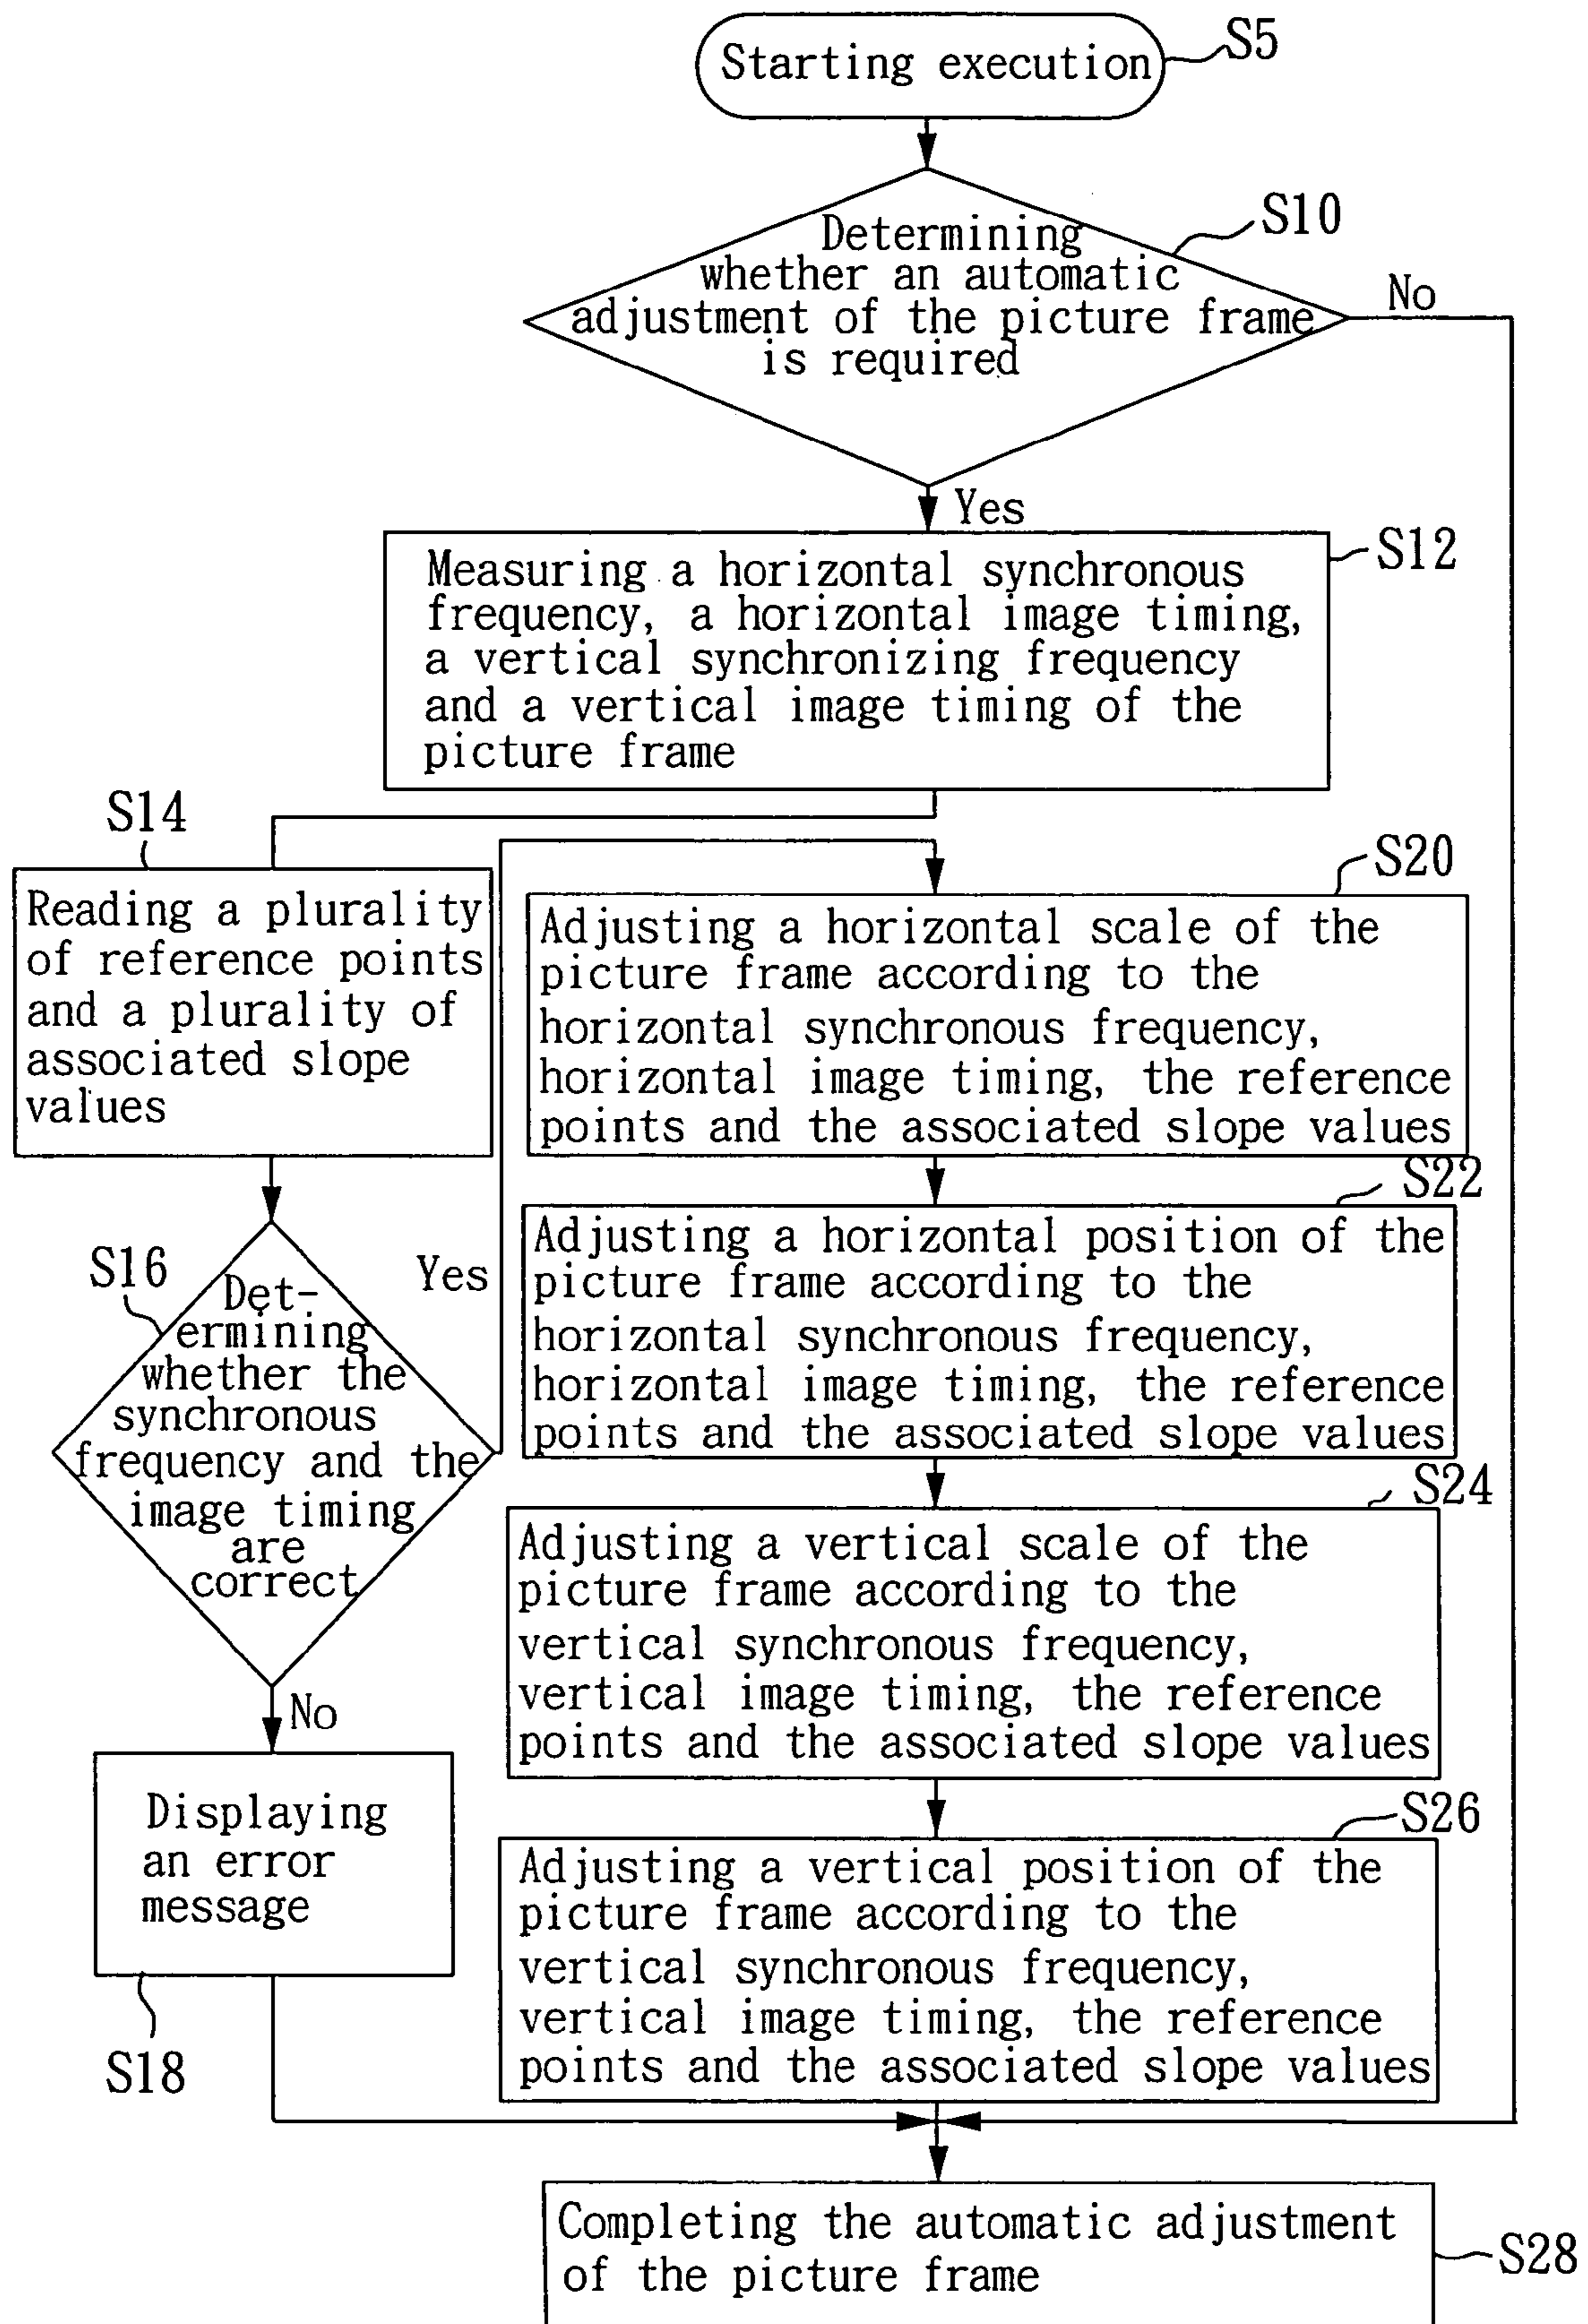 Starting execution
S5
Determining
whether an automatic
adjustment of the picture frame
is required
S10
No
Yes
Measuring a horizontal synchronous
frequency, a horizontal image timing,
a vertical synchronizing frequency
and a vertical image timing of the
picture frame
S12
S14
Reading a plurality
of reference points
and a plurality of
associated slope
values
S16
Det-
ermining
whether the
synchronous
frequency and the
image timing
are
correct
Yes
No
Displaying
an error
message
S18
S20
Adjusting a horizontal scale of the
picture frame according to the
horizontal synchronous frequency,
horizontal image timing, the reference
points and the associated slope values
S22
Adjusting a horizontal position of the
picture frame according to the
horizontal synchronous frequency,
horizontal image timing, the reference
points and the associated slope values
S24
Adjusting a vertical scale of the
picture frame according to the
vertical synchronous frequency,
vertical image timing, the reference
points and the associated slope values
S26
Adjusting a vertical position of the
picture frame according to the
vertical synchronous frequency,
vertical image timing, the reference
points and the associated slope values
Completing the automatic adjustment
of the picture frame
S28